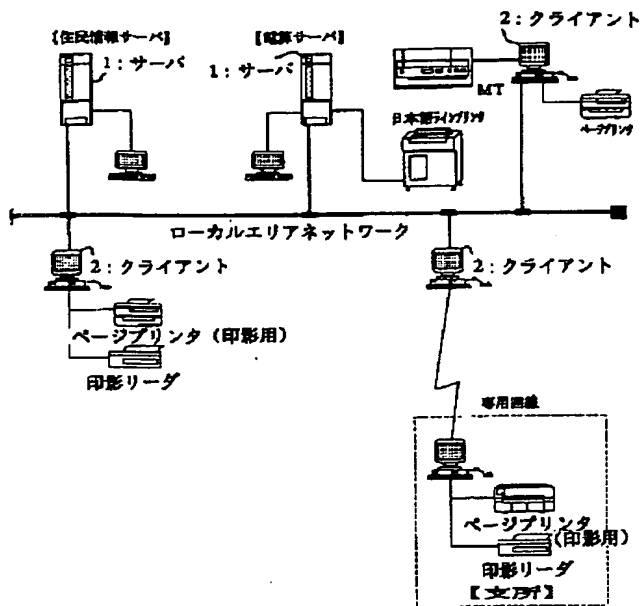 2：クライアント
【住民情報サーバ】
【電算サーバ】
1：サーバ
1：サーバ
MT
日本語ラインプリンタ
ページプリンタ
ローカルエリアネットワーク
2：クライアント
2：クライアント
ページプリンタ（印影用）
印影リーダ
専用回線
ページプリンタ
(印影用)
印影リーダ
【支所】